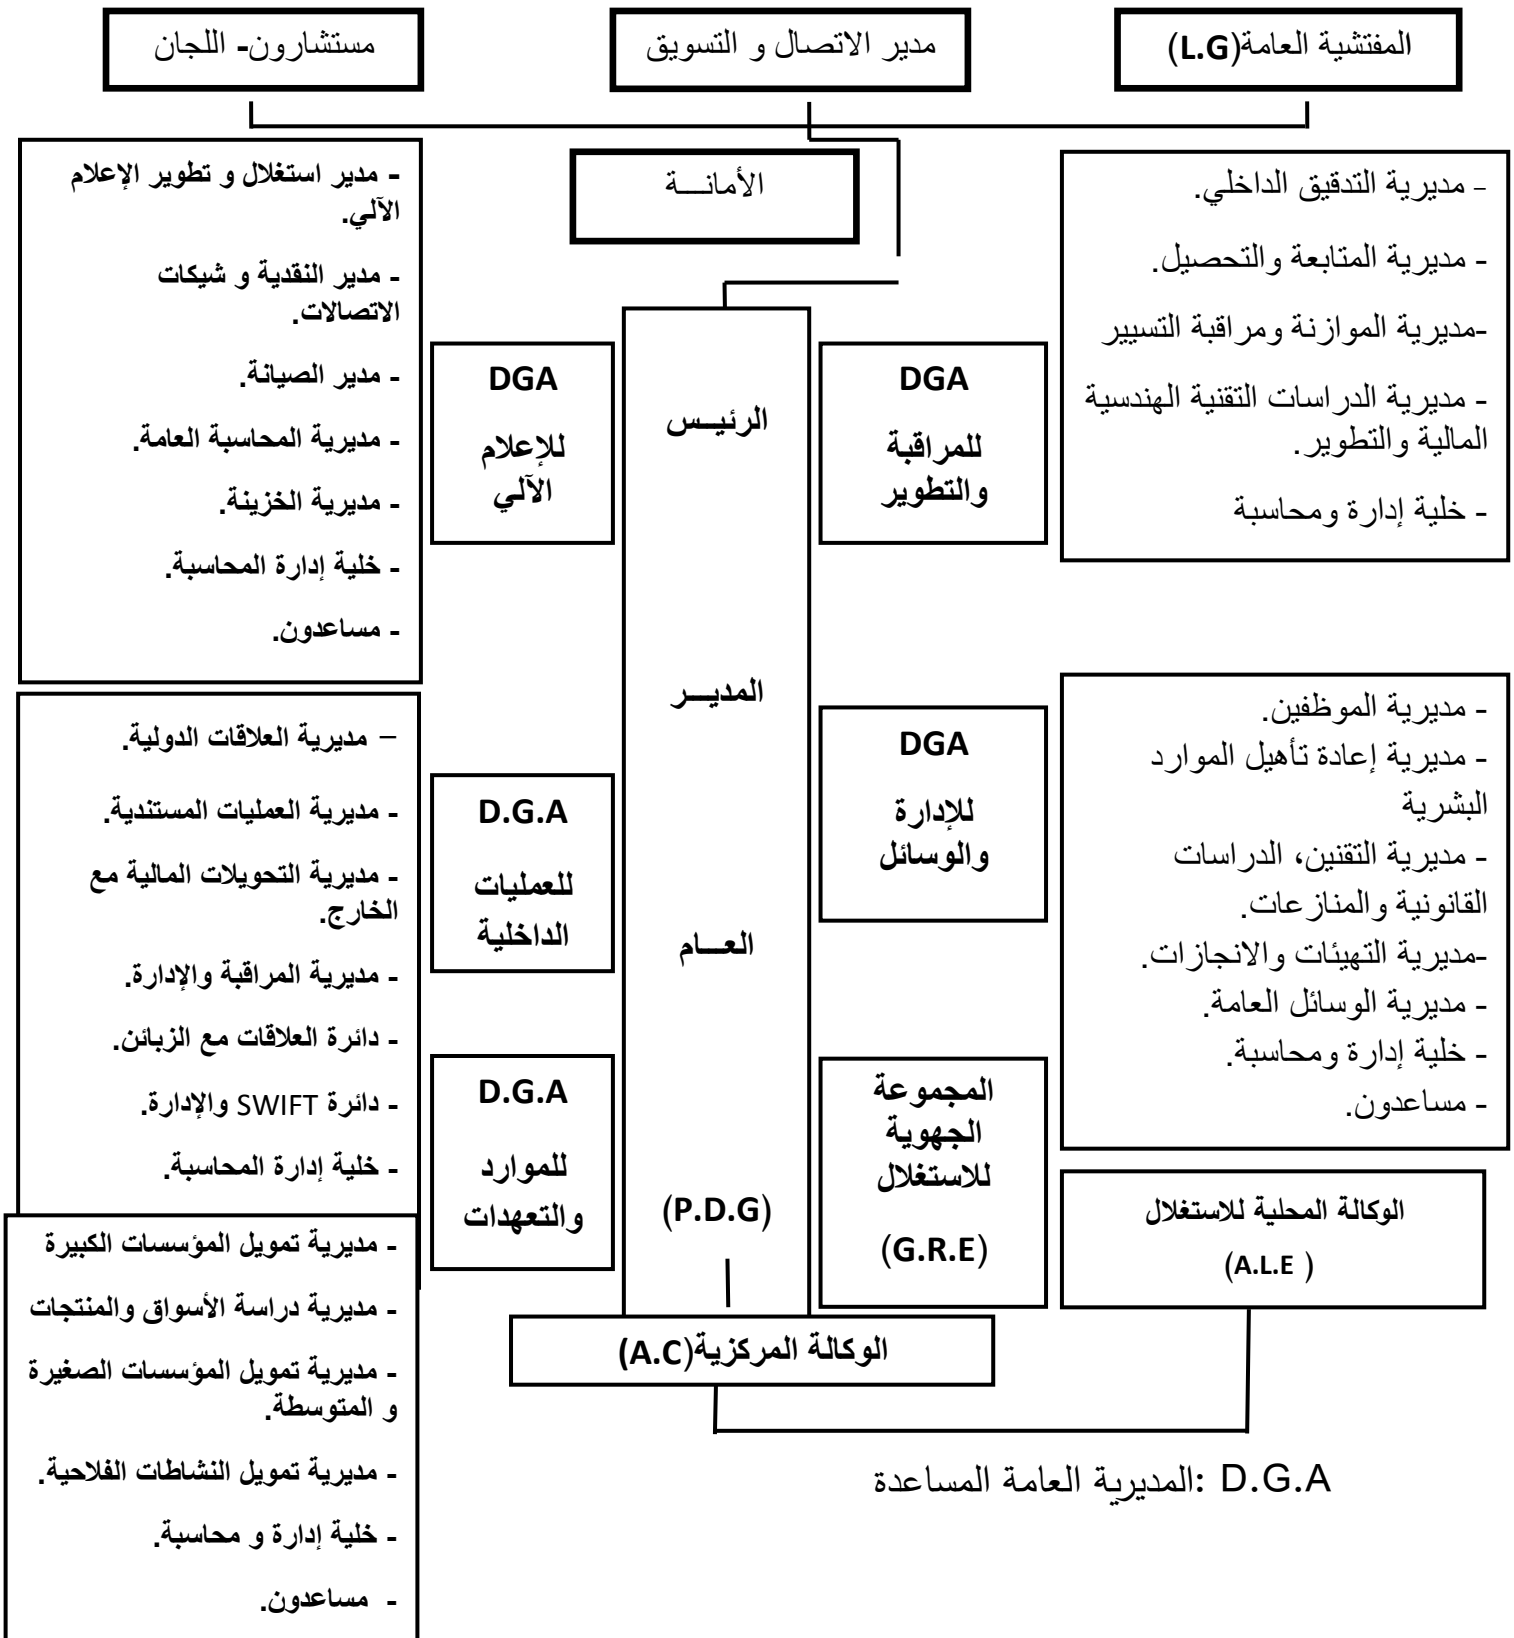 المفتشية العامة(L.G)
مدير الاتصال و التسويق
مستشارون- اللجان
الأمانـــة
- مديرية التدقيق الداخلي.
- مديرية المتابعة والتحصيل.
-مديرية الموازنة ومراقبة التسيير
- مديرية الدراسات التقنية الهندسية
المالية والتطوير.
- خلية إدارة ومحاسبة
DGA
للمراقبة
والتطوير
الرئيــس
المديـــر
العـــام
(P.D.G)
DGA
للإعلام
الآلي
- مدير استغلال و تطوير الإعلام
الآلي.
- مدير النقدية و شيكات
الاتصالات.
- مدير الصيانة.
- مديرية المحاسبة العامة.
- مديرية الخزينة.
- خلية إدارة المحاسبة.
- مساعدون.
- مديرية الموظفين.
- مديرية إعادة تأهيل الموارد
البشرية
- مديرية التقنين، الدراسات
القانونية والمنازعات.
-مديرية التهيئات والانجازات.
- مديرية الوسائل العامة.
- خلية إدارة ومحاسبة.
- مساعدون.
DGA
للإدارة
والوسائل
D.G.A
للعمليات
الداخلية
– مديرية العلاقات الدولية.
- مديرية العمليات المستندية.
- مديرية التحويلات المالية مع
الخارج.
- مديرية المراقبة والإدارة.
- دائرة العلاقات مع الزبائن.
- دائرة SWIFT والإدارة.
- خلية إدارة المحاسبة.
الوكالة المحلية للاستغلال
(A.L.E )
المجموعة
الجهوية
للاستغلال
(G.R.E)
D.G.A
للموارد
والتعهدات
- مديرية تمويل المؤسسات الكبيرة
- مديرية دراسة الأسواق والمنتجات
- مديرية تمويل المؤسسات الصغيرة
و المتوسطة.
- مديرية تمويل النشاطات الفلاحية.
- خلية إدارة و محاسبة.
- مساعدون.
الوكالة المركزية(A.C)
D.G.A :المديرية العامة المساعدة